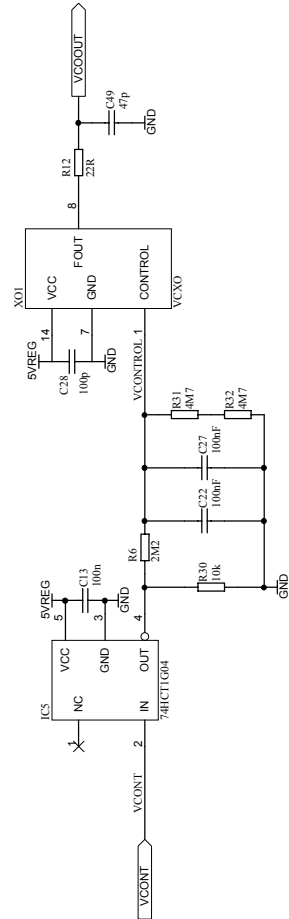 VCONT
VCONT
2
1
IC5
NC
IN
VCC
GND
OUT
74HCT1G04
5
3
4
5VREG
C13
100n
GND
R6
2M2
R30
10k
GND
C22
100nF
C27
100nF
R31
4M7
R32
4M7
VCONTROL
1
5VREG
C28
100p
GND
14
7
XO1
VCC
GND
CONTROL
FOUT
VCXO
8
R12
22R
C49
47p
GND
VCOOUT